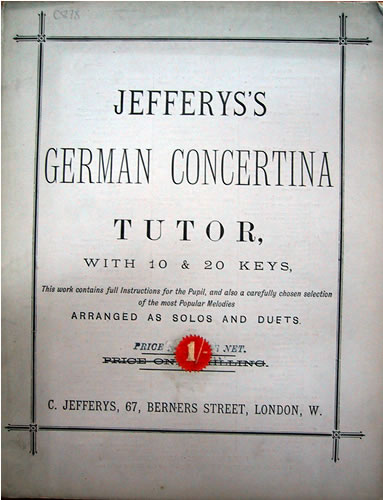 C978
JEFFERYS'S
GERMAN CONCERTINA
TUTOR,
WITH 10 & 20 KEYS,
This work contains full Instructions for the Pupil, and also a carefully chosen selection
of the most Popular Melodies
ARRANGED AS SOLOS AND DUETS.
PRICE NET.
1/-
PRICE ONE SHILLING.
C. JEFFERYS, 67, BERNERS STREET, LONDON, W.